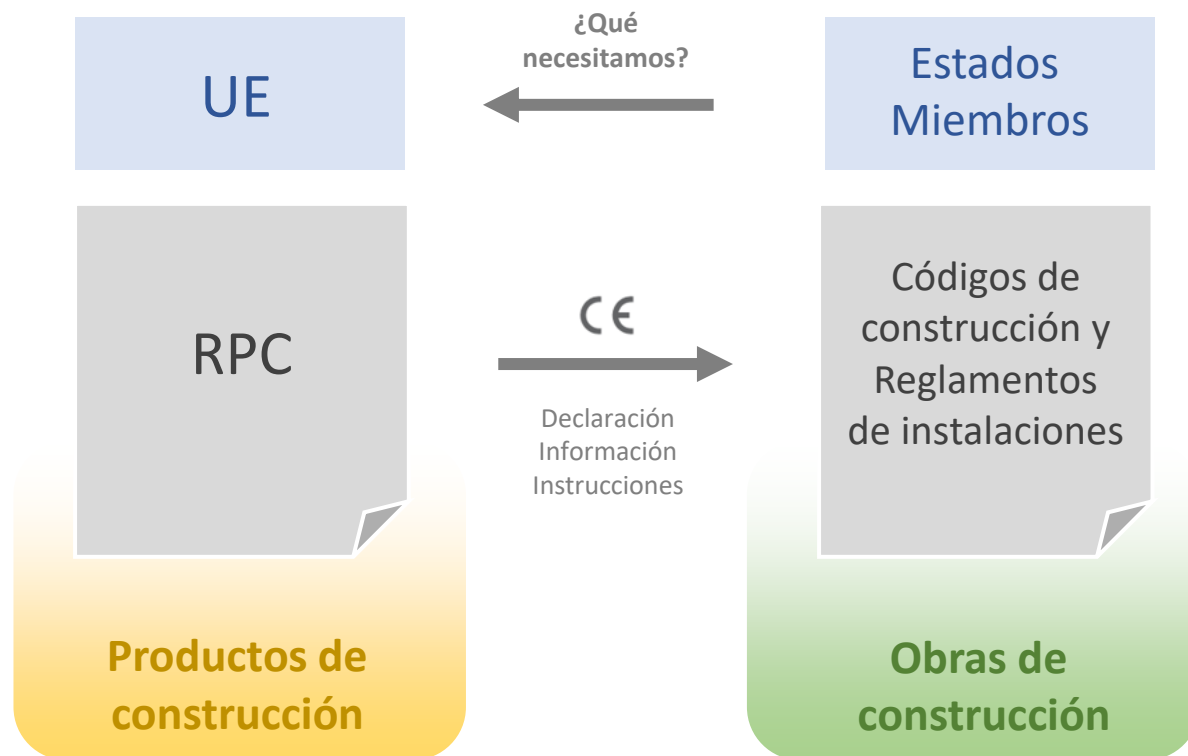 UE
¿Qué
necesitamos?
Estados
Miembros
RPC
CE
Declaración
Información
Instrucciones
Códigos de
construcción y
Reglamentos
de instalaciones
Productos de
construcción
Obras de
construcción